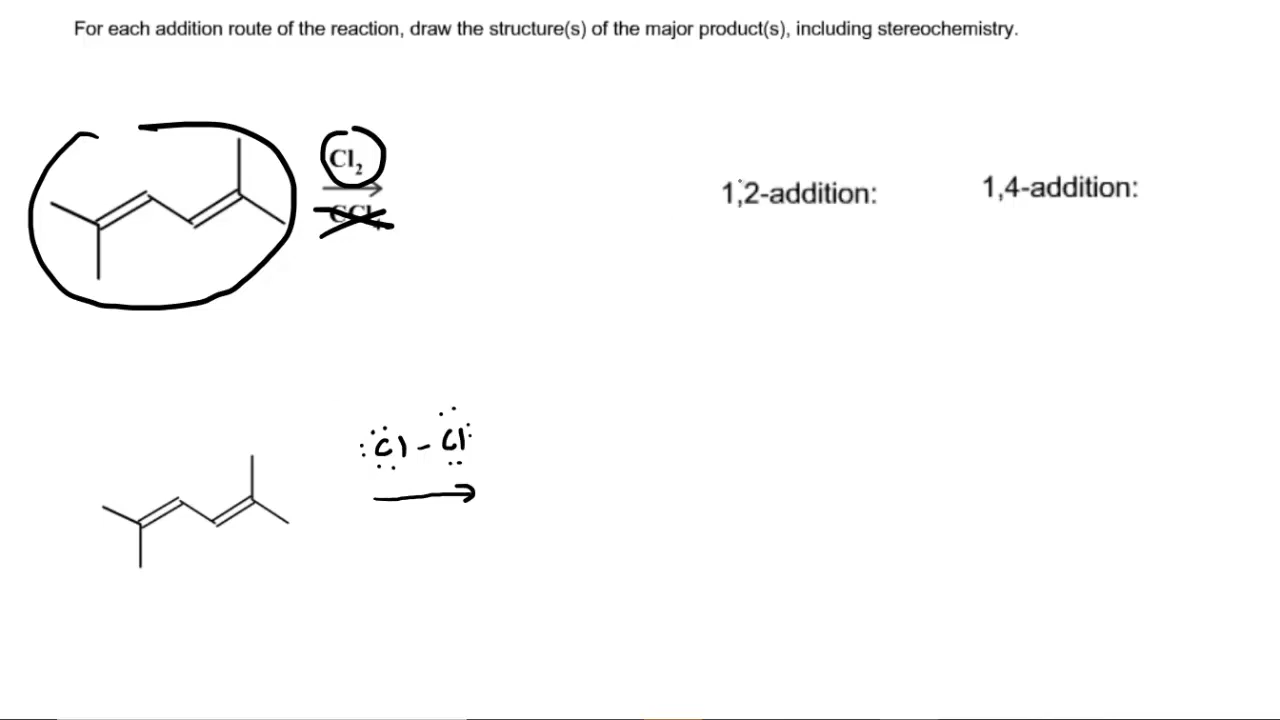 For each addition route of the reaction, draw the structure(s) of the major product(s), including stereochemistry.
Cl₂
CCl₄
1,2-addition:
1,4-addition:
:Cl - Cl: